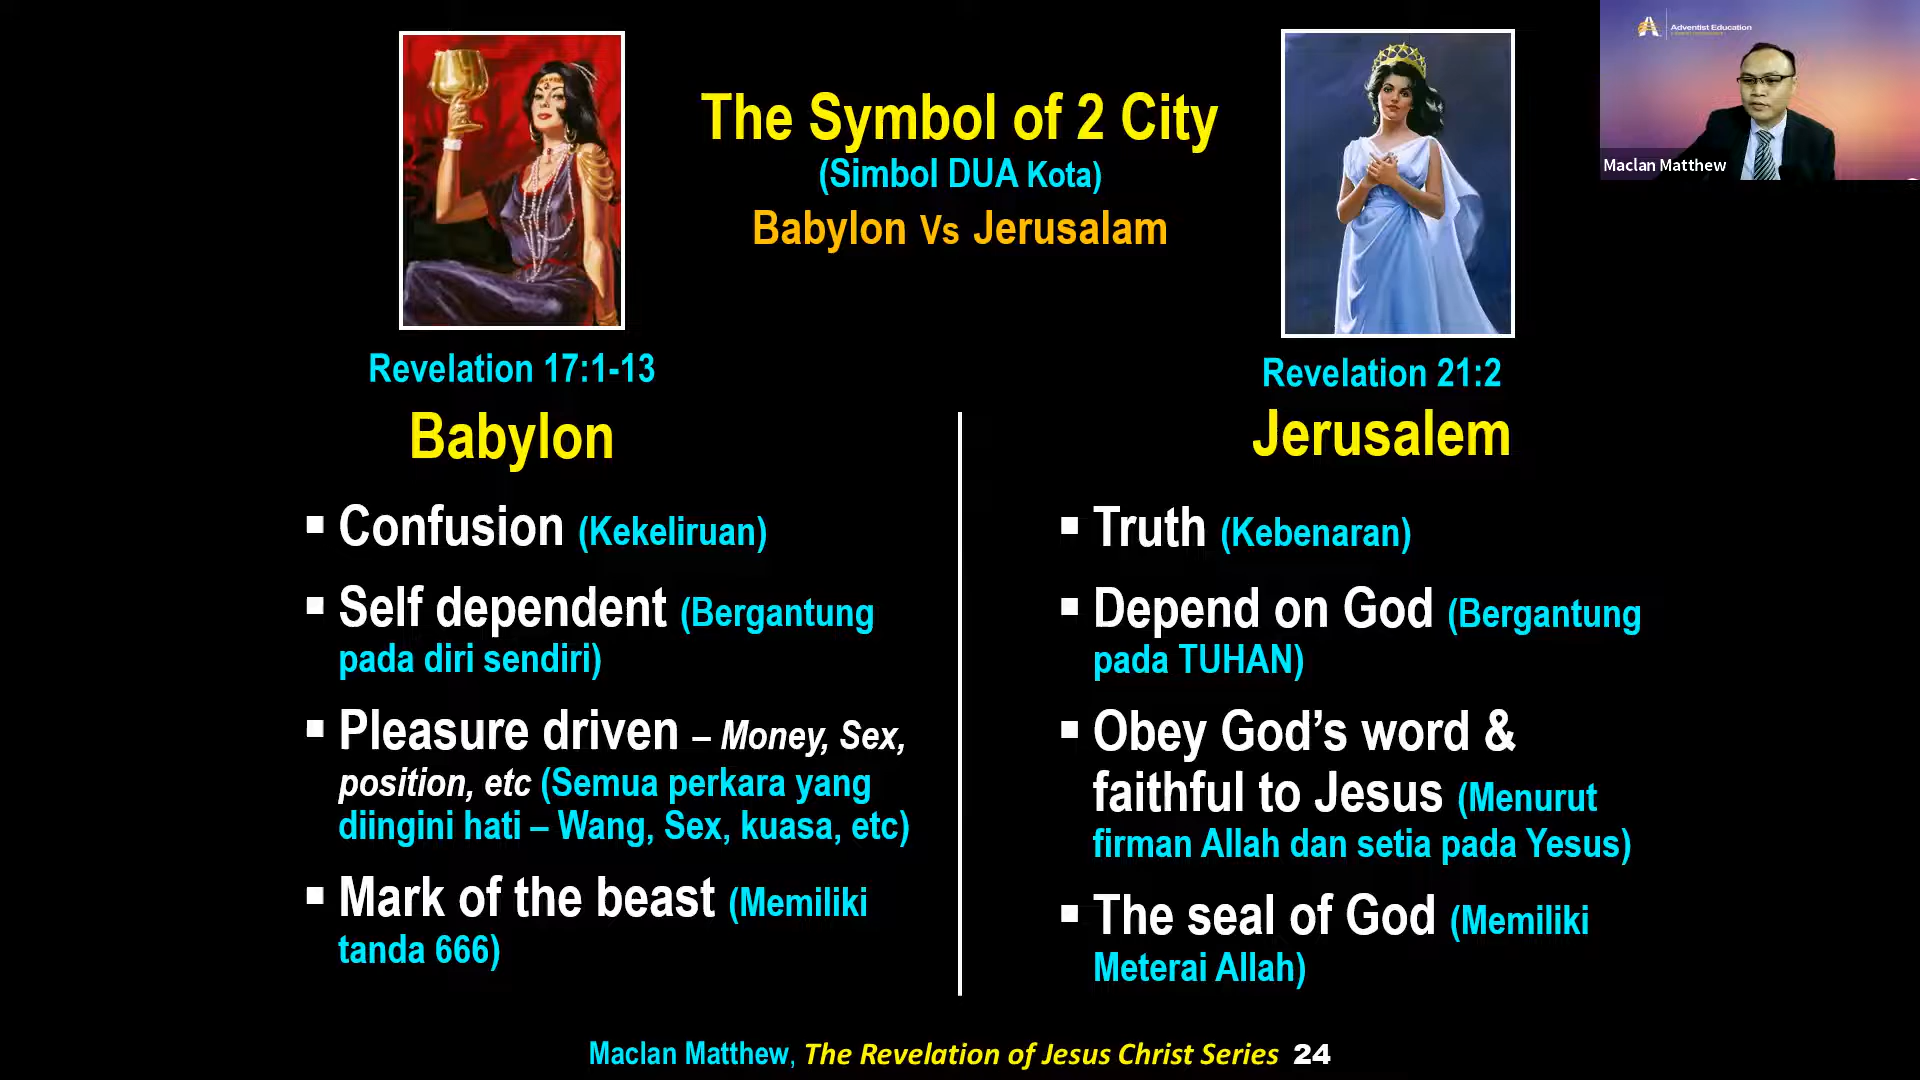 The Symbol of 2 City
(Simbol DUA Kota)
Babylon Vs Jerusalam
Adventist Education
Maclan Matthew
Revelation 17:1-13
Babylon
▪ Confusion (Kekeliruan)
▪ Self dependent (Bergantung
pada diri sendiri)
▪ Pleasure driven – Money, Sex,
position, etc (Semua perkara yang
diingini hati – Wang, Sex, kuasa, etc)
▪ Mark of the beast (Memiliki
tanda 666)
Revelation 21:2
Jerusalem
▪ Truth (Kebenaran)
▪ Depend on God (Bergantung
pada TUHAN)
▪ Obey God’s word &
faithful to Jesus (Menurut
firman Allah dan setia pada Yesus)
▪ The seal of God (Memiliki
Meterai Allah)
Maclan Matthew, The Revelation of Jesus Christ Series 24